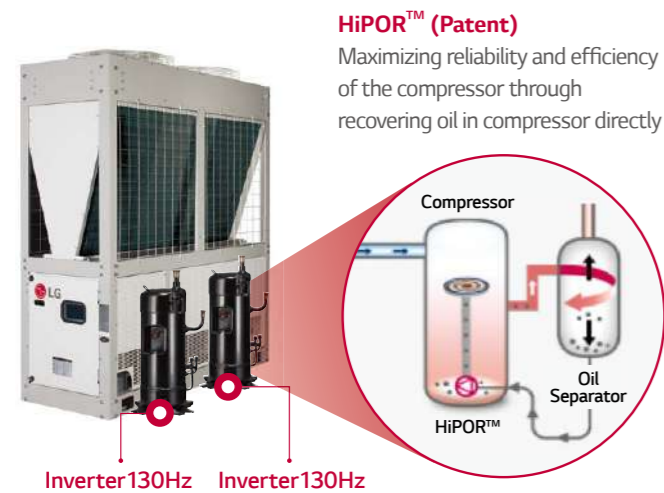 HiPOR™ (Patent)
Maximizing reliability and efficiency
of the compressor through
recovering oil in compressor directly
Compressor
LG
Oil
Separator
HiPOR™
Inverter130Hz Inverter130Hz